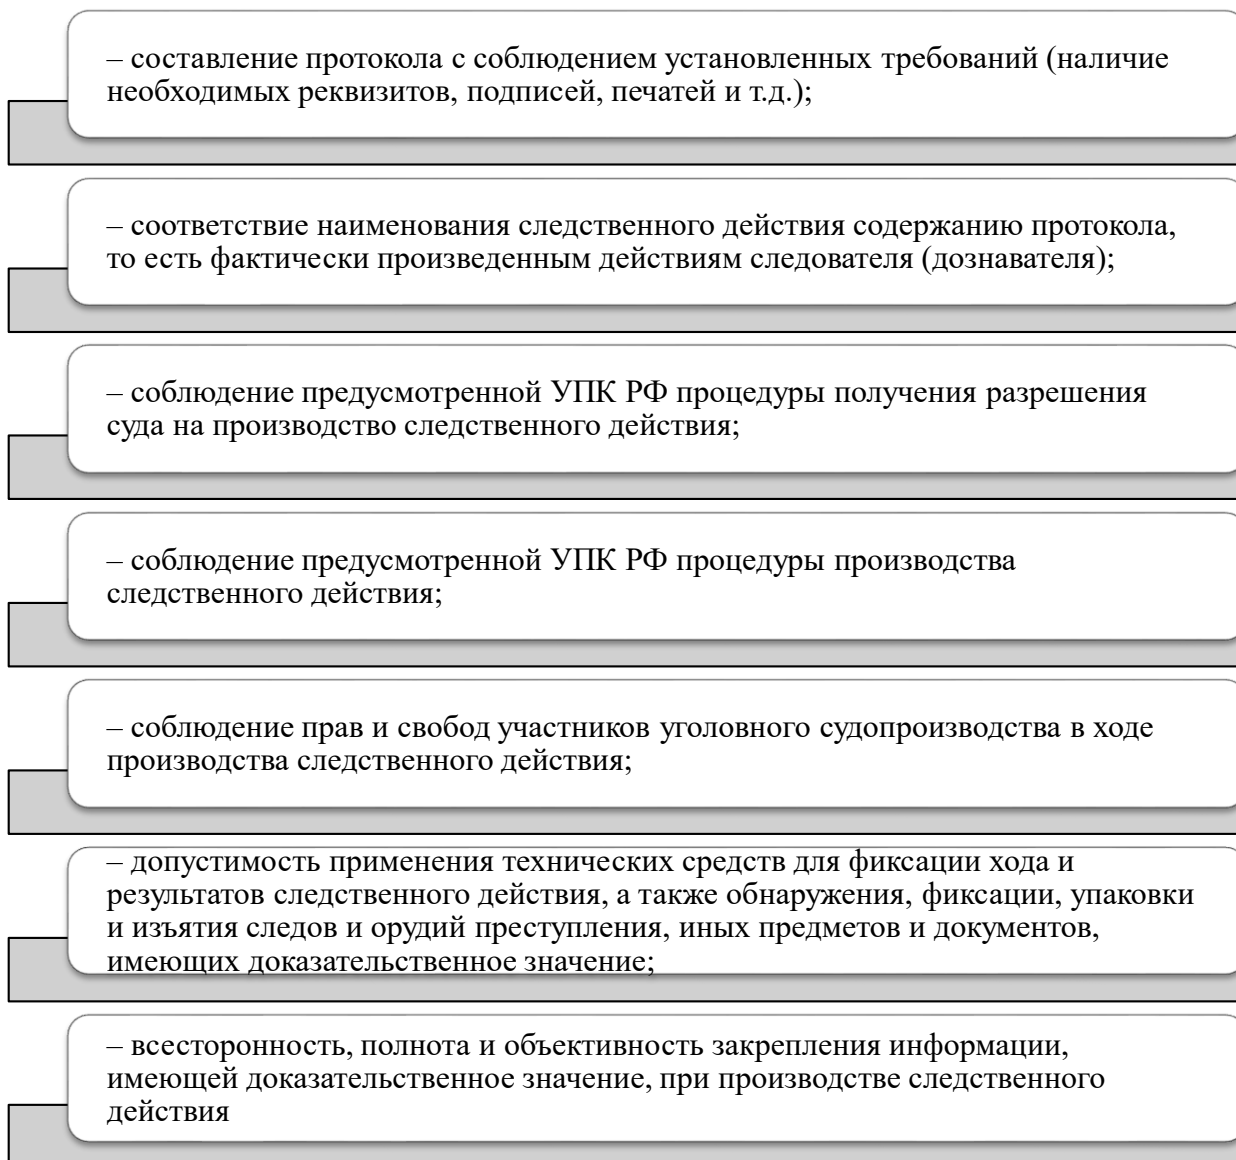 – составление протокола с соблюдением установленных требований (наличие
необходимых реквизитов, подписей, печатей и т.д.);
– соответствие наименования следственного действия содержанию протокола,
то есть фактически произведенным действиям следователя (дознавателя);
– соблюдение предусмотренной УПК РФ процедуры получения разрешения
суда на производство следственного действия;
– соблюдение предусмотренной УПК РФ процедуры производства
следственного действия;
– соблюдение прав и свобод участников уголовного судопроизводства в ходе
производства следственного действия;
– допустимость применения технических средств для фиксации хода и
результатов следственного действия, а также обнаружения, фиксации, упаковки
и изъятия следов и орудий преступления, иных предметов и документов,
имеющих доказательственное значение;
– всесторонность, полнота и объективность закрепления информации,
имеющей доказательственное значение, при производстве следственного
действия